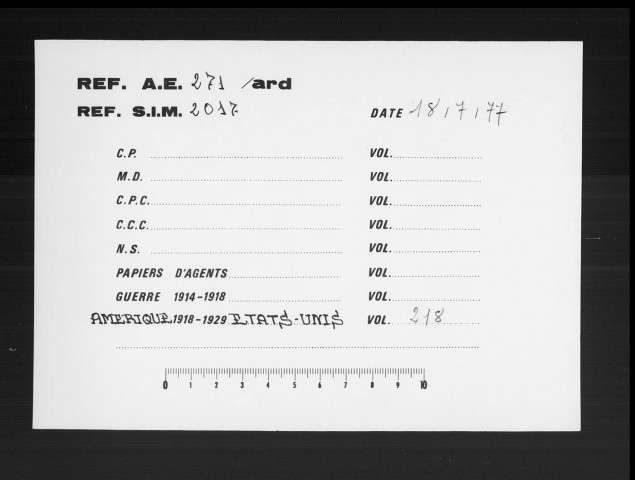 REF. A.E. 271 /ard
REF. S.I.M. 2017 DATE 18/7/77
C.P. VOL.
M.D. VOL.
C.P.C. VOL.
C.C.C. VOL.
N.S. VOL.
PAPIERS D'AGENTS VOL.
GUERRE 1914-1918 VOL.
AMERIQUE 1918-1929 ETATS-UNIS VOL. 218
0 1 2 3 4 5 6 7 8 9 10